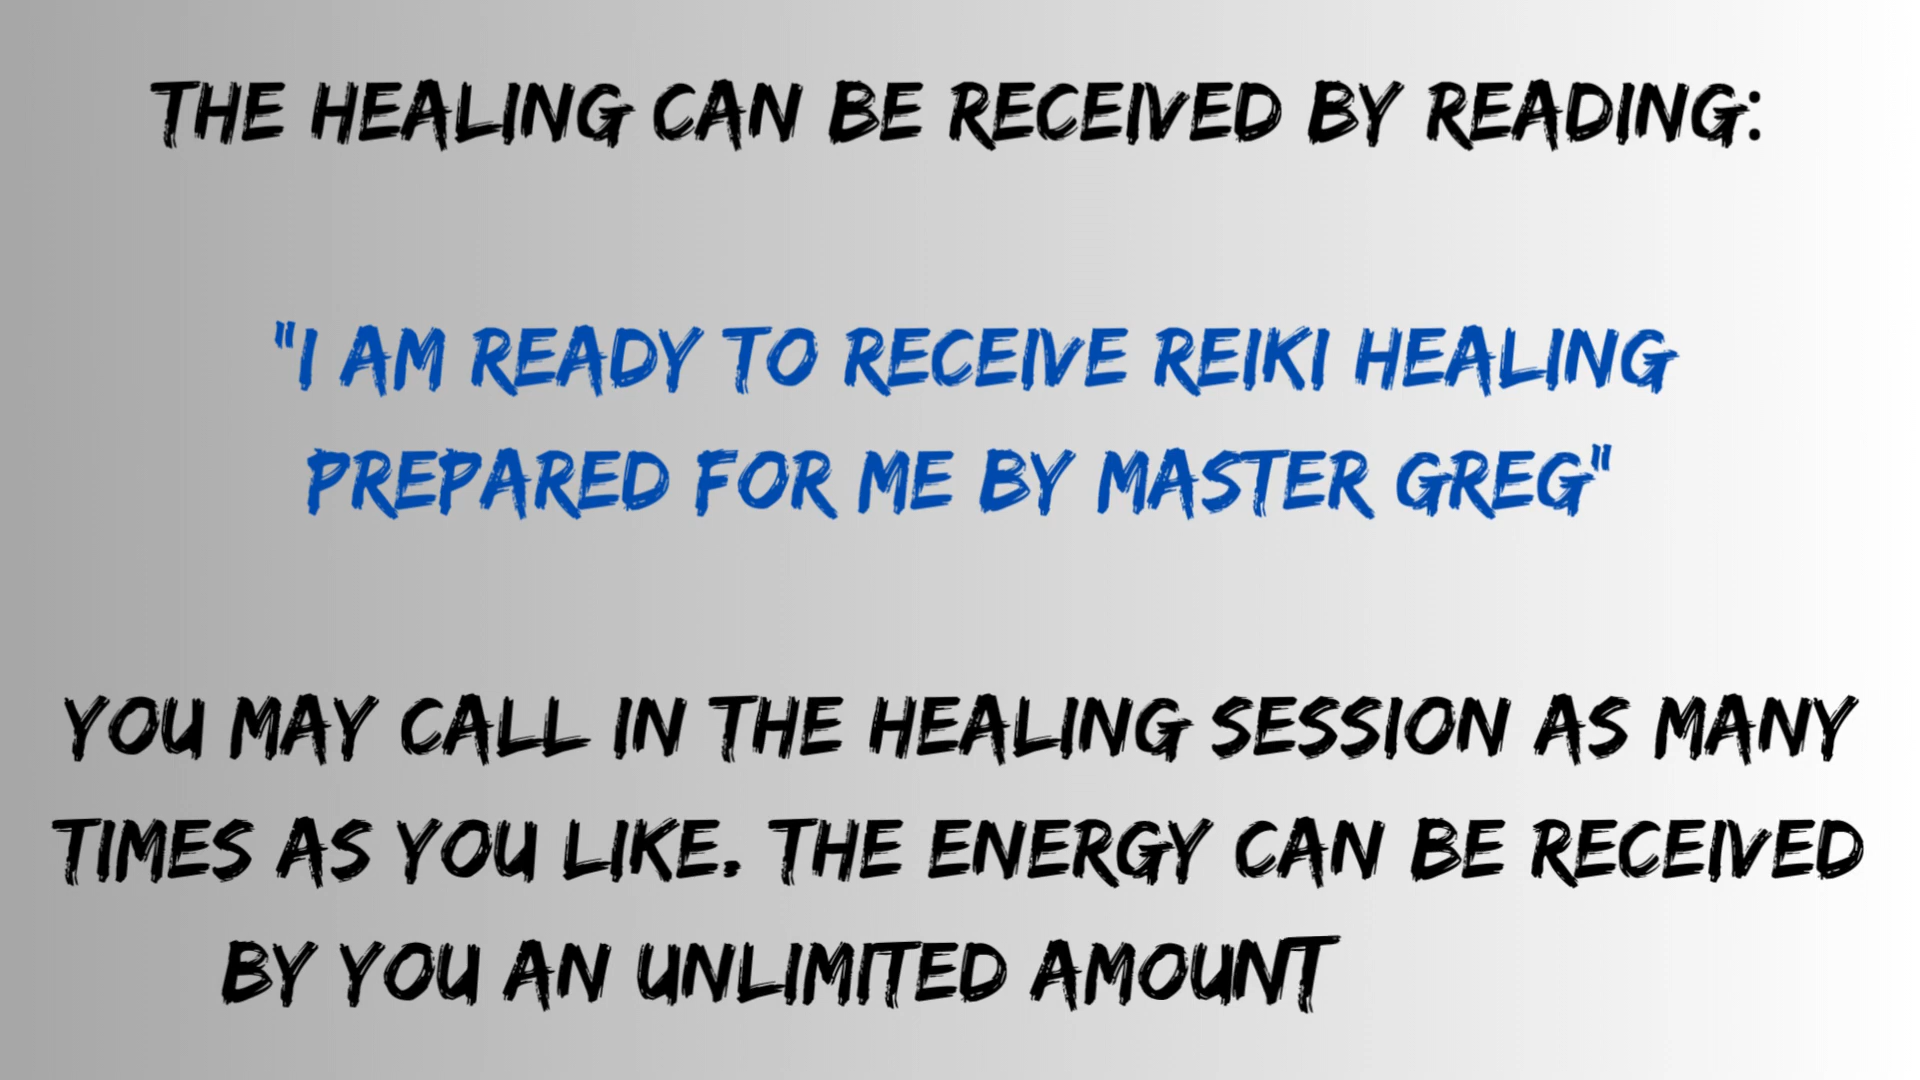 THE HEALING CAN BE RECEIVED BY READING:
"I AM READY TO RECEIVE REIKI HEALING
PREPARED FOR ME BY MASTER GREG"
YOU MAY CALL IN THE HEALING SESSION AS MANY
TIMES AS YOU LIKE. THE ENERGY CAN BE RECEIVED
BY YOU AN UNLIMITED AMOUNT